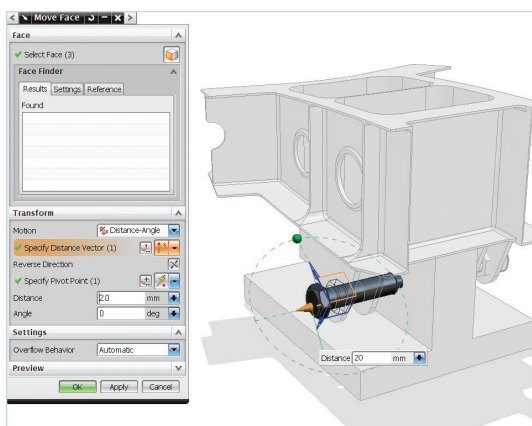 Move Face
Face
Select Face (3)
Face Finder
Results Settings Reference
Found
Transform
Motion Distance-Angle
Specify Distance Vector (1)
Reverse Direction
Specify Pivot Point (1)
Distance 20 mm
Angle 0 deg
Settings
Overflow Behavior Automatic
Preview
OK Apply Cancel
Distance 20 mm